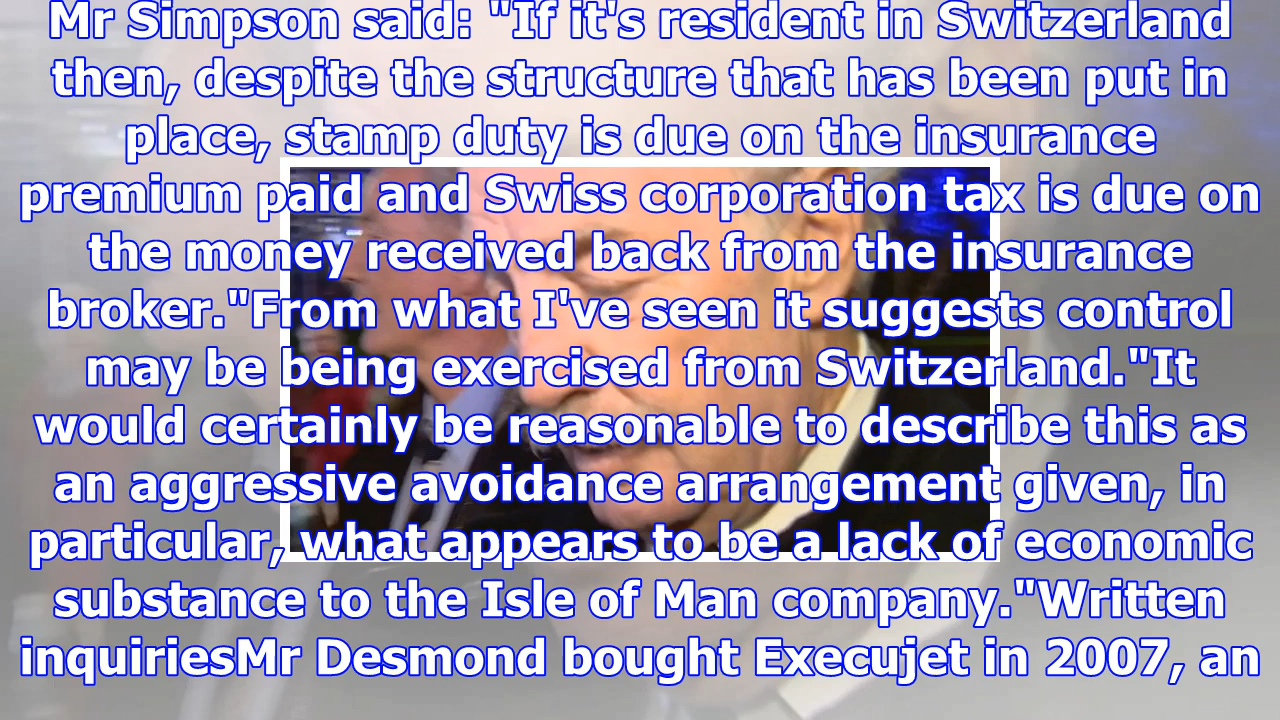 Mr Simpson said: "If it's resident in Switzerland
then, despite the structure that has been put in
place, stamp duty is due on the insurance
premium paid and Swiss corporation tax is due on
the money received back from the insurance
broker."From what I've seen it suggests control
may be being exercised from Switzerland."It
would certainly be reasonable to describe this as
an aggressive avoidance arrangement given, in
particular, what appears to be a lack of economic
substance to the Isle of Man company."Written
inquiriesMr Desmond bought Execujet in 2007, an